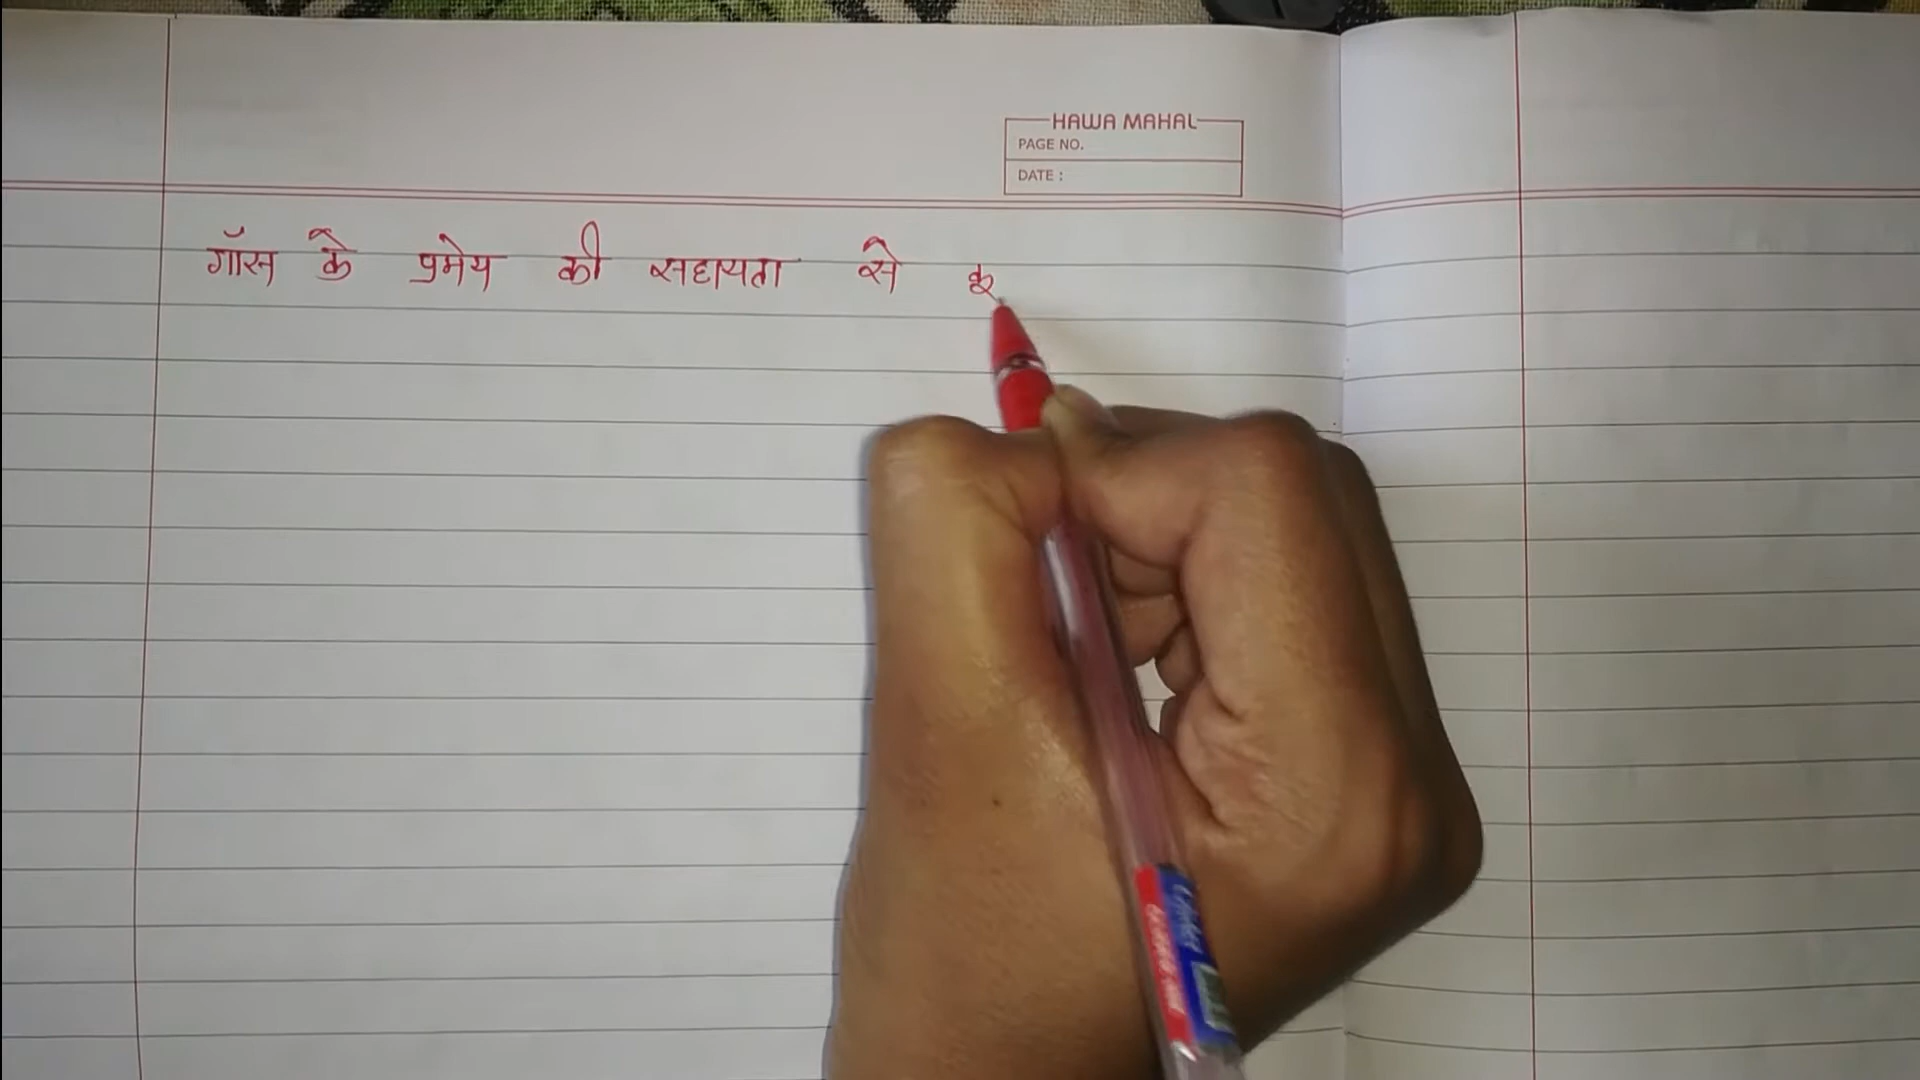 HAWA MAHAL
PAGE NO.
DATE :
गॉस के प्रमेय की सहायता से कू